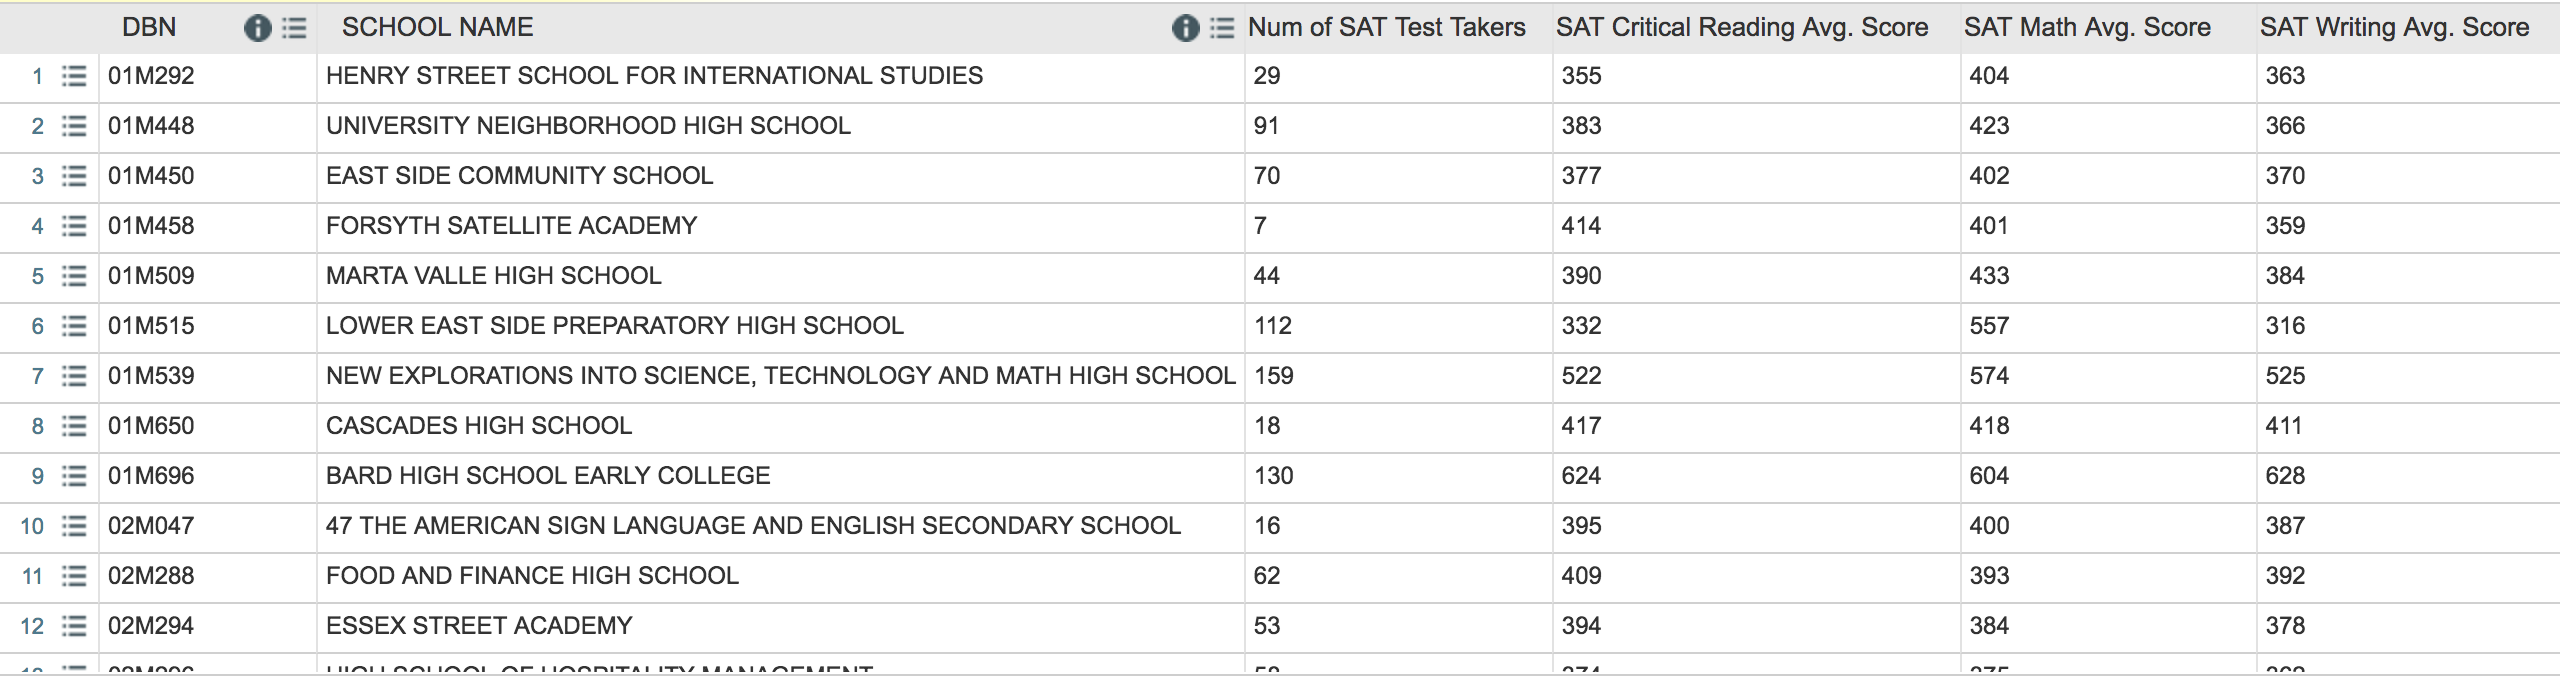 DBN SCHOOL NAME Num of SAT Test Takers SAT Critical Reading Avg. Score SAT Math Avg. Score SAT Writing Avg. Score
1 01M292 HENRY STREET SCHOOL FOR INTERNATIONAL STUDIES 29 355 404 363
2 01M448 UNIVERSITY NEIGHBORHOOD HIGH SCHOOL 91 383 423 366
3 01M450 EAST SIDE COMMUNITY SCHOOL 70 377 402 370
4 01M458 FORSYTH SATELLITE ACADEMY 7 414 401 359
5 01M509 MARTA VALLE HIGH SCHOOL 44 390 433 384
6 01M515 LOWER EAST SIDE PREPARATORY HIGH SCHOOL 112 332 557 316
7 01M539 NEW EXPLORATIONS INTO SCIENCE, TECHNOLOGY AND MATH HIGH SCHOOL 159 522 574 525
8 01M650 CASCADES HIGH SCHOOL 18 417 418 411
9 01M696 BARD HIGH SCHOOL EARLY COLLEGE 130 624 604 628
10 02M047 47 THE AMERICAN SIGN LANGUAGE AND ENGLISH SECONDARY SCHOOL 16 395 400 387
11 02M288 FOOD AND FINANCE HIGH SCHOOL 62 409 393 392
12 02M294 ESSEX STREET ACADEMY 53 394 384 378
HIGH SCHOOL OF HOSPITALITY MANAGEMENT